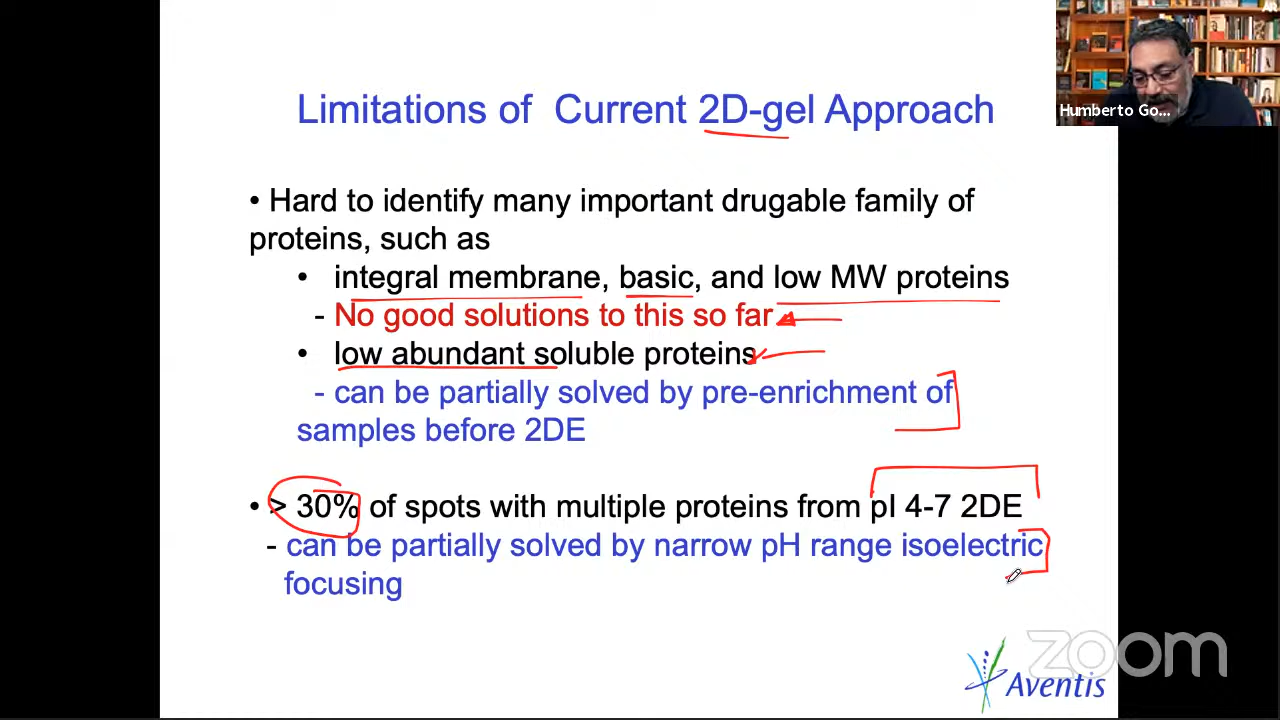 Limitations of Current 2D-gel Approach
Humberto Go...
• Hard to identify many important drugable family of
proteins, such as
• integral membrane, basic, and low MW proteins
- No good solutions to this so far
• low abundant soluble proteins
- can be partially solved by pre-enrichment of
samples before 2DE
• > 30% of spots with multiple proteins from pI 4-7 2DE
- can be partially solved by narrow pH range isoelectric
focusing
zoom
Aventis